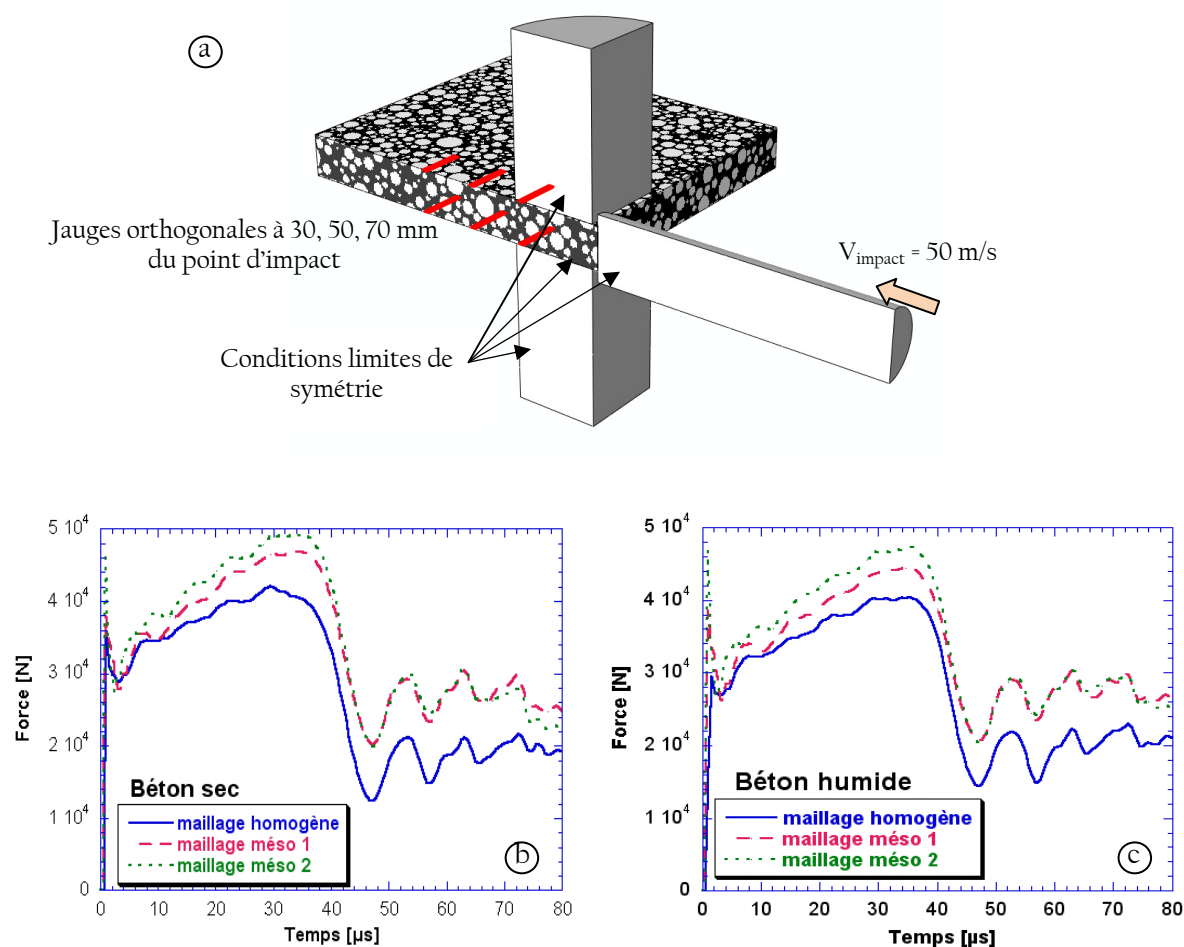 a
Jauges orthogonales à 30, 50, 70 mm
du point d'impact
V impact = 50 m/s
Conditions limites de
symétrie
5 10⁴
4 10⁴
3 10⁴
2 10⁴
1 10⁴
0
Force [N]
Béton sec
maillage homogène
maillage méso 1
maillage méso 2
b
0 10 20 30 40 50 60 70 80
Temps [µs]
5 10⁴
4 10⁴
3 10⁴
2 10⁴
1 10⁴
0
Force [N]
Béton humide
maillage homogène
maillage méso 1
maillage méso 2
c
0 10 20 30 40 50 60 70 80
Temps [µs]